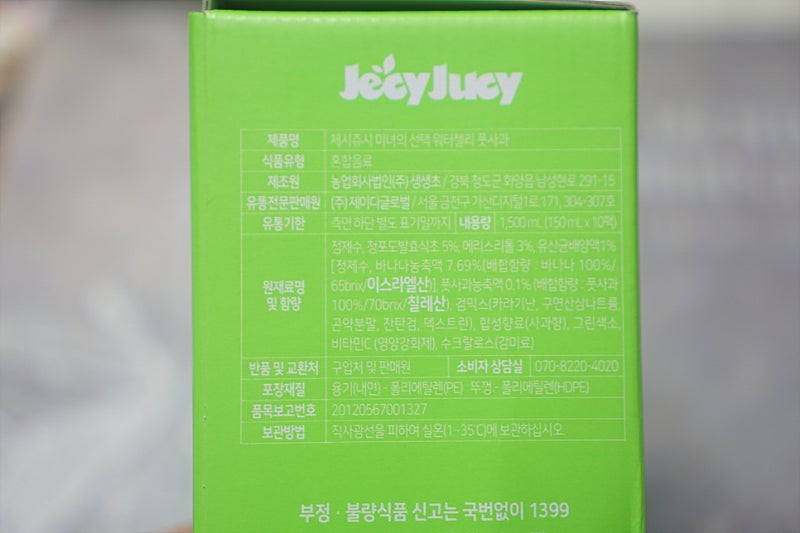 JecyJucy
제품명 제시쥬시 미녀의 선택 워터젤리 풋사과
식품유형 혼합음료
제조원 농업회사법인(주) 생생초 / 경북 청도군 화양읍 남성현로 291-15
유통전문판매원 (주) 제이다글로벌 / 서울 금천구 가산디지털1로 171, 304-307호
유통기한 측면 하단 별도 표기일까지 내용량 1,500 mL (150 mL x 10팩)
원재료명 및 함량
정제수, 청포도발효식초 5%, 에리스리톨 3%, 유산균배양액1%
[ 정제수, 바나나농축액 7.69%(배합함량 : 바나나 100%/
65brix/이스라엘산)], 풋사과농축액 0.1% (배합함량 : 풋사과
100%/70brix/칠레산), 검믹스(카라기난, 구연산삼나트륨,
곤약분말, 잔탄검, 덱스트린), 합성향료(사과향), 그린색소,
비타민C (영양강화제), 수크랄로스(감미료)
반품 및 교환처 구입처 및 판매원 소비자 상담실 070-8220-4020
포장재질 용기(내면) - 폴리에틸렌(PE) 뚜껑 - 폴리에틸렌(HDPE)
품목보고번호 20120567001327
보관방법 직사광선을 피하여 실온(1~35℃)에 보관하십시오.
부정 · 불량식품 신고는 국번없이 1399